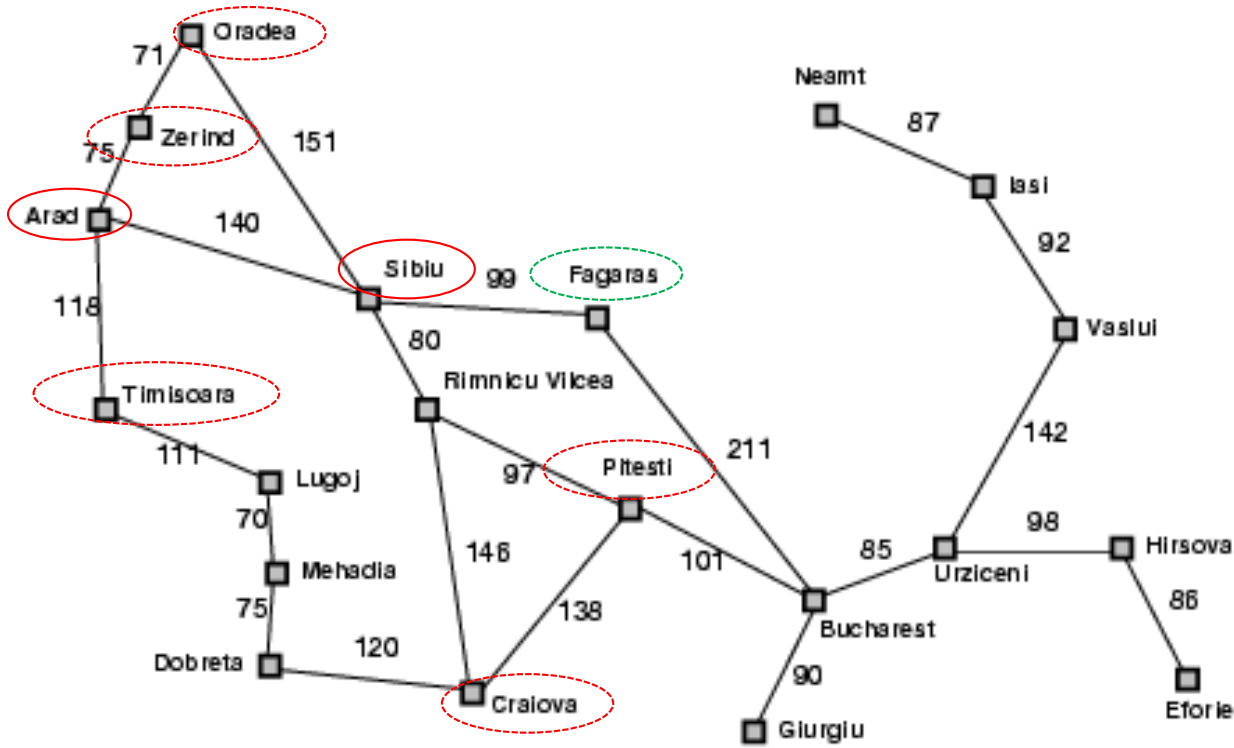 Oradea
71
Neamt
87
Zerind
151
75
Iasi
Arad
140
92
Sibiu
99
Fagaras
118
80
Vaslui
Rimnicu Vilcea
Timisoara
142
111
211
Lugoj
97
Pitesti
70
98
146
101
85
Hirsova
Mehadia
Urziceni
75
138
86
Bucharest
120
Dobreta
90
Craiova
Eforie
Giurgiu